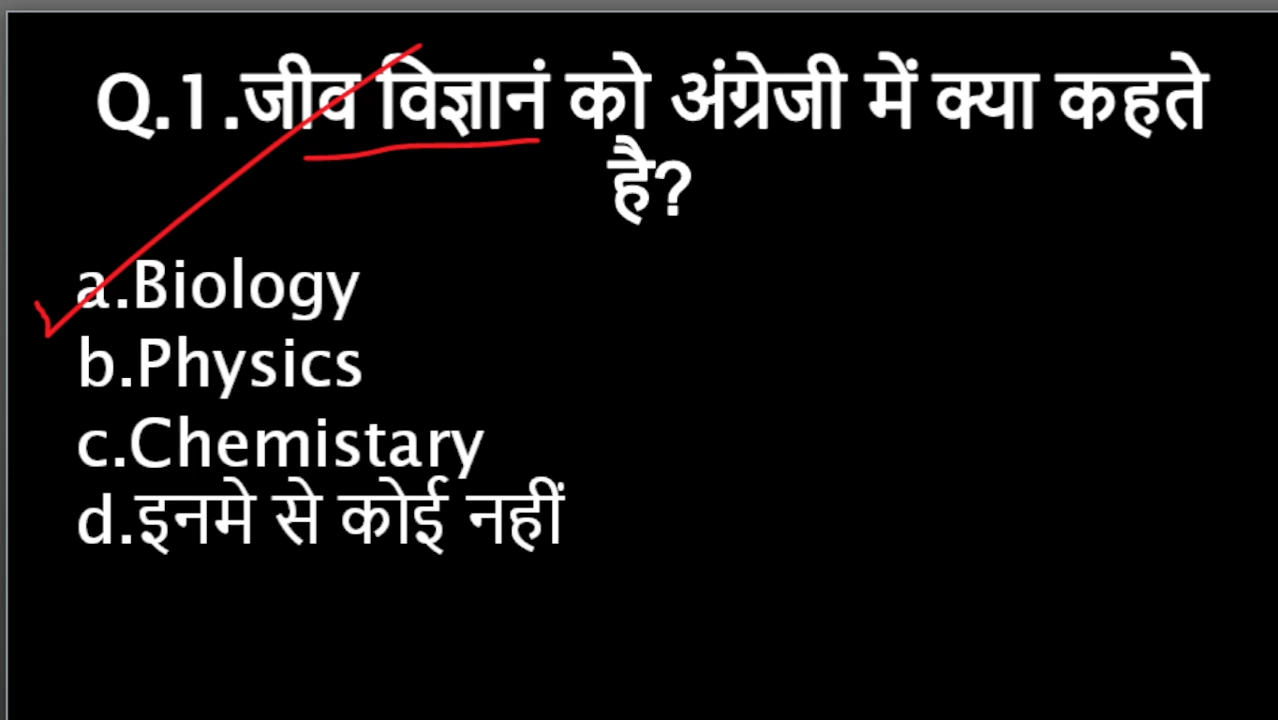 Q.1.जीव विज्ञानं को अंग्रेजी में क्या कहते
है?
a.Biology
b.Physics
c.Chemistary
d.इनमे से कोई नहीं